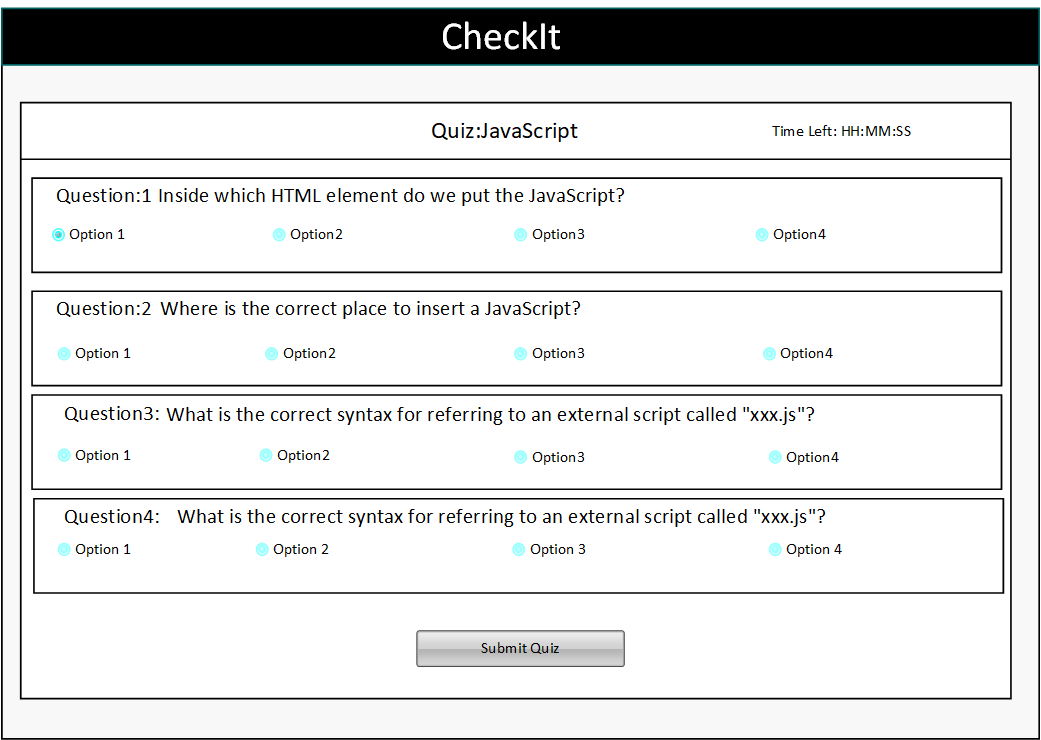 CheckIt
Quiz:JavaScript
Time Left: HH:MM:SS
Question:1 Inside which HTML element do we put the JavaScript?
Option 1 Option2 Option3 Option4
Question:2 Where is the correct place to insert a JavaScript?
Option 1 Option2 Option3 Option4
Question3: What is the correct syntax for referring to an external script called "xxx.js"?
Option 1 Option2 Option3 Option4
Question4: What is the correct syntax for referring to an external script called "xxx.js"?
Option 1 Option 2 Option 3 Option 4
Submit Quiz